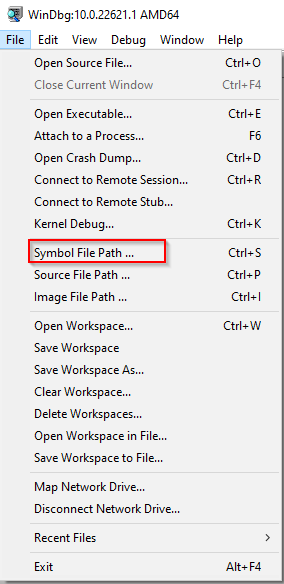 WinDbg:10.0.22621.1 AMD64
File Edit View Debug Window Help
Open Source File... Ctrl+O
Close Current Window Ctrl+F4
Open Executable... Ctrl+E
Attach to a Process... F6
Open Crash Dump... Ctrl+D
Connect to Remote Session... Ctrl+R
Connect to Remote Stub...
Kernel Debug... Ctrl+K
Symbol File Path ... Ctrl+S
Source File Path ... Ctrl+P
Image File Path ... Ctrl+I
Open Workspace... Ctrl+W
Save Workspace
Save Workspace As...
Clear Workspace...
Delete Workspaces...
Open Workspace in File...
Save Workspace to File...
Map Network Drive...
Disconnect Network Drive...
Recent Files
Exit Alt+F4